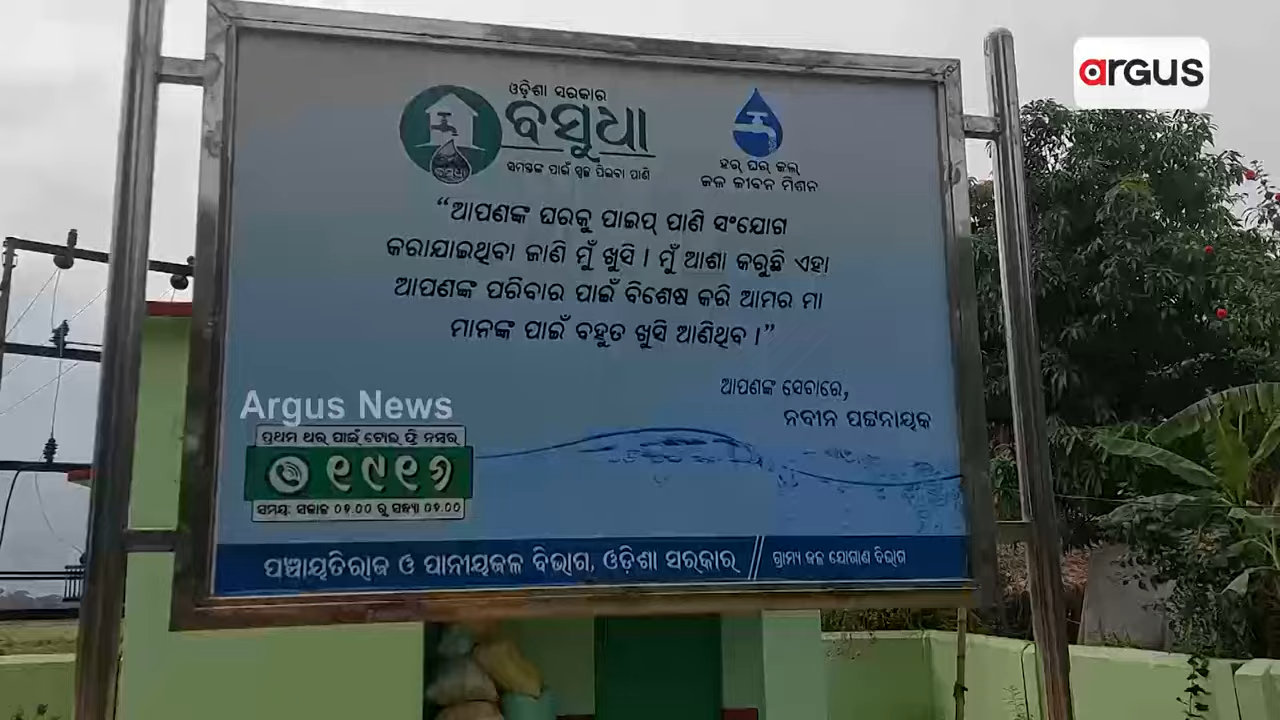 argus
ଓଡ଼ିଶା ସରକାର
ବସୁଧା
ସମସ୍ତଙ୍କ ପାଇଁ ସ୍ୱଚ୍ଛ ପିଇବା ପାଣି
ହର୍ ଘର୍ ଜଲ୍
ଜଳ ଜୀବନ ମିଶନ
“ଆପଣଙ୍କ ଘରକୁ ପାଇପ୍ ପାଣି ସଂଯୋଗ
କରାଯାଇଥିବା ଜାଣି ମୁଁ ଖୁସି । ମୁଁ ଆଶା କରୁଛି ଏହା
ଆପଣଙ୍କ ପରିବାର ପାଇଁ ବିଶେଷ କରି ଆମର ମା
ମାନଙ୍କ ପାଇଁ ବହୁତ ଖୁସି ଆଣିଥିବ ।”
ଆପଣଙ୍କ ସେବାରେ,
ନବୀନ ପଟ୍ଟନାୟକ
Argus News
ପ୍ରଥମ ଥର ପାଇଁ ଟୋଲ୍ ଫ୍ରି ନମ୍ବର
୧୯୧୬
ସମୟ: ସକାଳ ୦୭.୦୦ ରୁ ସନ୍ଧ୍ୟା ୦୭.୦୦
ପଞ୍ଚାୟତିରାଜ ଓ ପାନୀୟଜଳ ବିଭାଗ, ଓଡ଼ିଶା ସରକାର // ଗ୍ରାମ୍ୟ ଜଳ ଯୋଗାଣ ବିଭାଗ